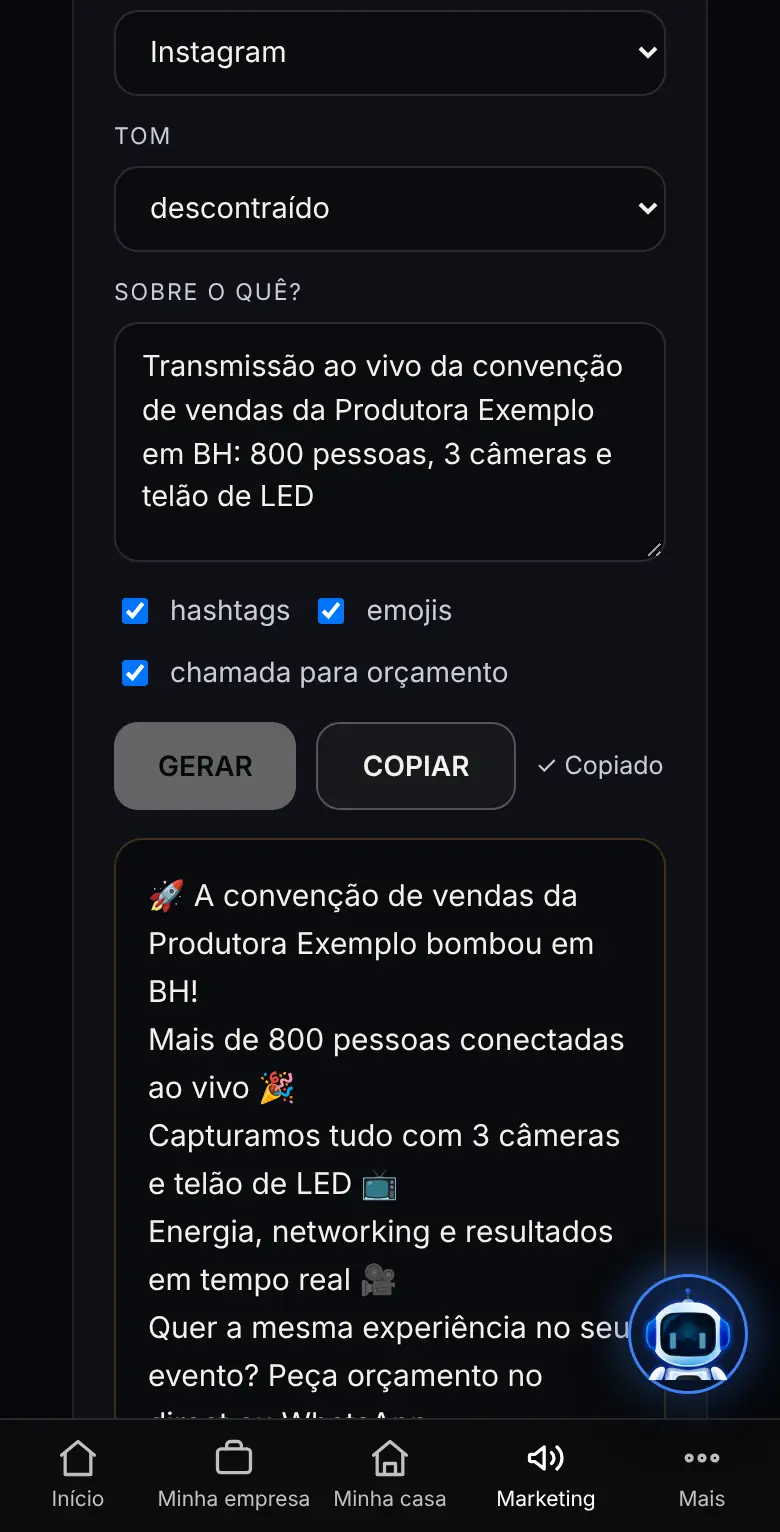 Instagram
TOM
descontraído
SOBRE O QUÊ?
Transmissão ao vivo da convenção
de vendas da Produtora Exemplo
em BH: 800 pessoas, 3 câmeras e
telão de LED
hashtags emojis
chamada para orçamento
GERAR COPIAR ✓ Copiado
🚀 A convenção de vendas da
Produtora Exemplo bombou em
BH!
Mais de 800 pessoas conectadas
ao vivo 🎉
Capturamos tudo com 3 câmeras
e telão de LED 📺
Energia, networking e resultados
em tempo real 🎥
Quer a mesma experiência no seu
evento? Peça orçamento no
Início Minha empresa Minha casa Marketing Mais